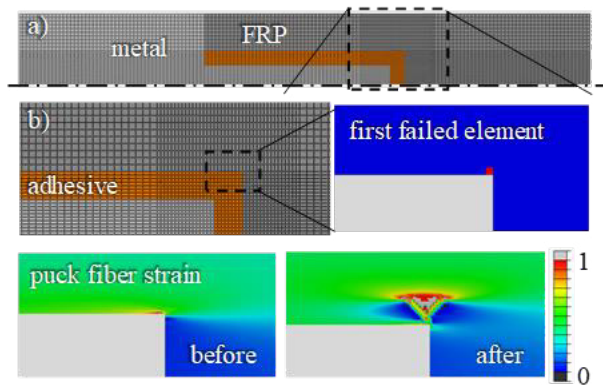 a)
metal
FRP
b)
adhesive
first failed element
puck fiber strain
before
after
1
0